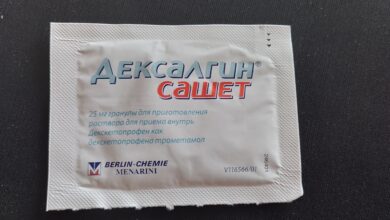 Дексалгин®
сашет
25 мг гранулы для приготовления
раствора для приема внутрь
Декскетопрофен как
декскетопрофена трометамол
BERLIN-CHEMIE
MENARINI